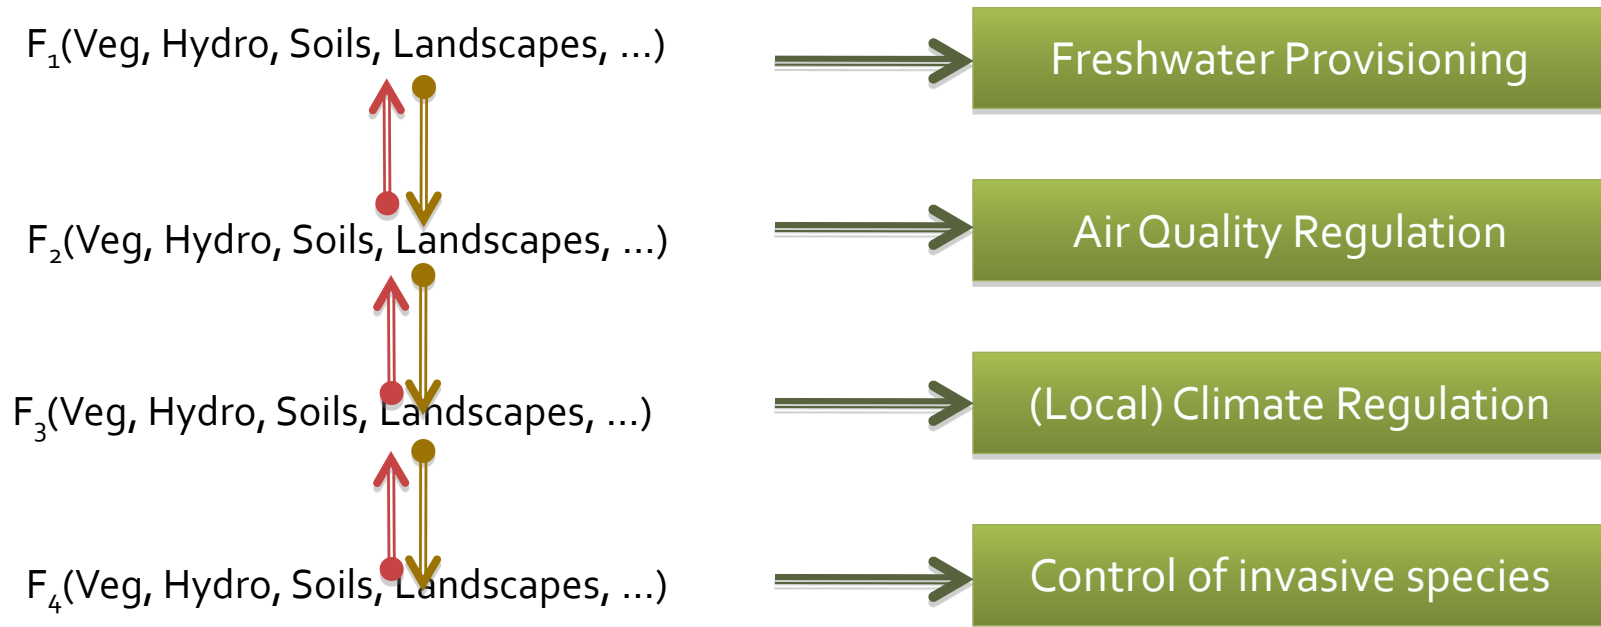 F₁(Veg, Hydro, Soils, Landscapes, ...)
Freshwater Provisioning
F₂(Veg, Hydro, Soils, Landscapes, ...)
Air Quality Regulation
F₃(Veg, Hydro, Soils, Landscapes, ...)
(Local) Climate Regulation
F₄(Veg, Hydro, Soils, Landscapes, ...)
Control of invasive species